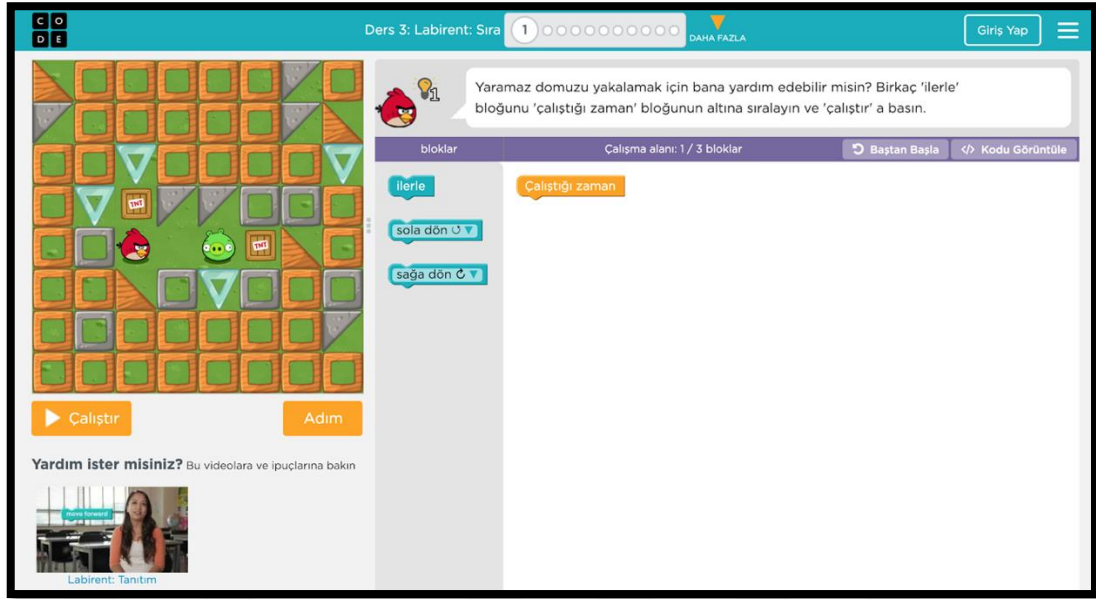 C O
D E
Ders 3: Labirent: Sıra
1
DAHA FAZLA
Giriş Yap
1
Yaramaz domuzu yakalamak için bana yardım edebilir misin? Birkaç 'ilerle'
bloğunu 'çalıştığı zaman' bloğunun altına sıralayın ve 'çalıştır' a basın.
bloklar
Çalışma alanı: 1 / 3 bloklar
Baştan Başla
</> Kodu Görüntüle
ilerle
Çalıştığı zaman
sola dön
sağa dön
TNT
TNT
Çalıştır
Adım
Yardım ister misiniz? Bu videolara ve ipuçlarına bakın
move forward
Labirent: Tanıtım